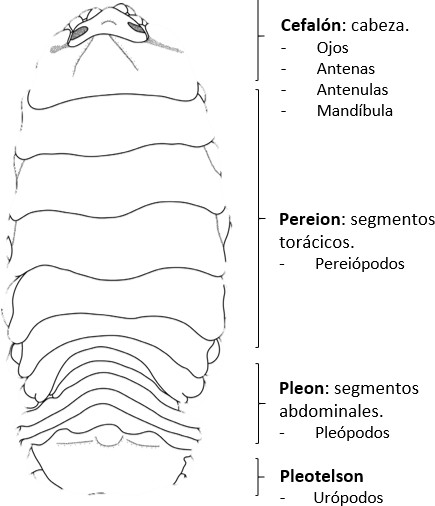 Cefalón: cabeza.
- Ojos
- Antenas
- Antenulas
- Mandíbula
Pereion: segmentos
torácicos.
- Pereiópodos
Pleon: segmentos
abdominales.
- Pleópodos
Pleotelson
- Urópodos